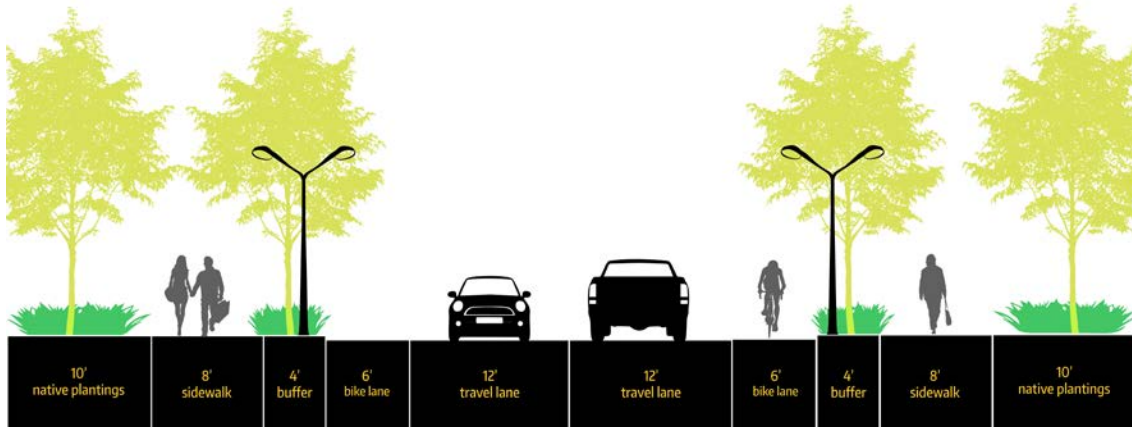 10'
native plantings
8'
sidewalk
4'
buffer
6'
bike lane
12'
travel lane
12'
travel lane
6'
bike lane
4'
buffer
8'
sidewalk
10'
native plantings